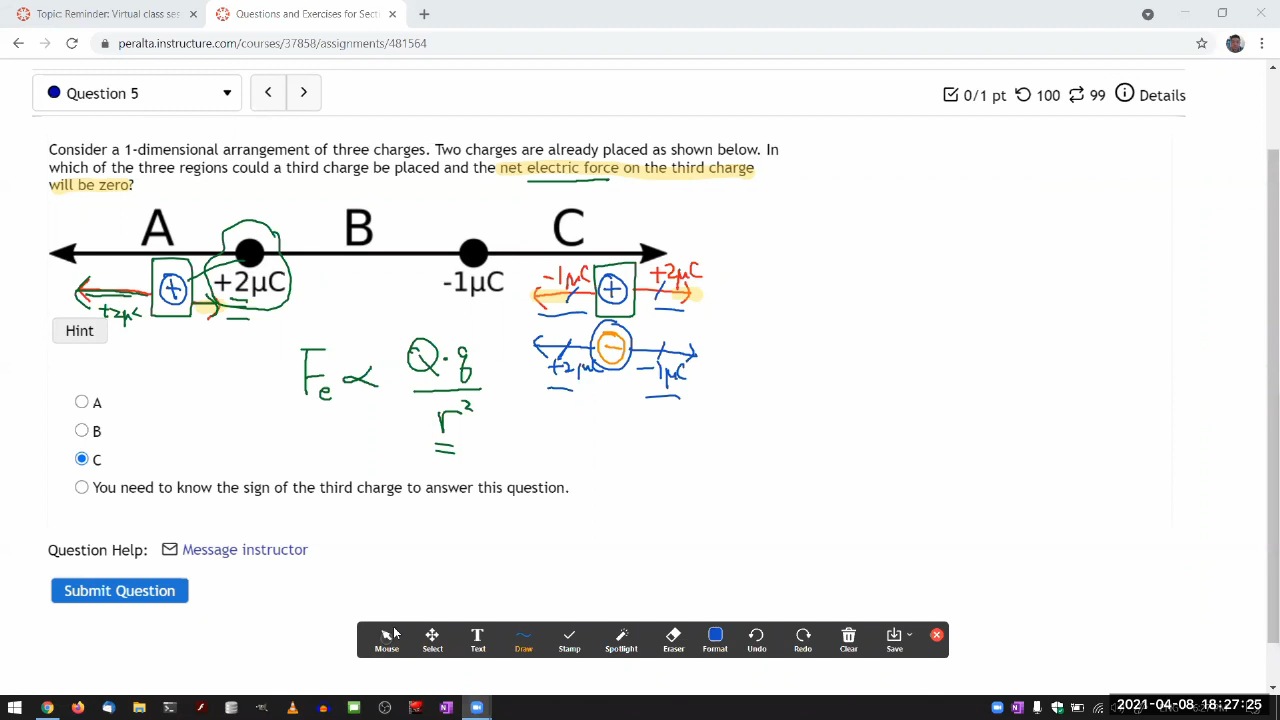 Topic: Reminder: Virtual class ses
Questions and Exercises for Sect
peralta.instructure.com/courses/37858/assignments/481564
Question 5
0/1 pt 100 99 Details
Consider a 1-dimensional arrangement of three charges. Two charges are already placed as shown below. In
which of the three regions could a third charge be placed and the net electric force on the third charge
will be zero?
A B C
+2μC -1μC
-1μC + +2μC
+
+2μC
− +2μC -1μC
Hint
Fe ∝ Q·q / r²
A
B
C
You need to know the sign of the third charge to answer this question.
Question Help: Message instructor
Submit Question
Mouse Select Text Draw Stamp Spotlight Eraser Format Undo Redo Clear Save
2021-04-08 18:27:25